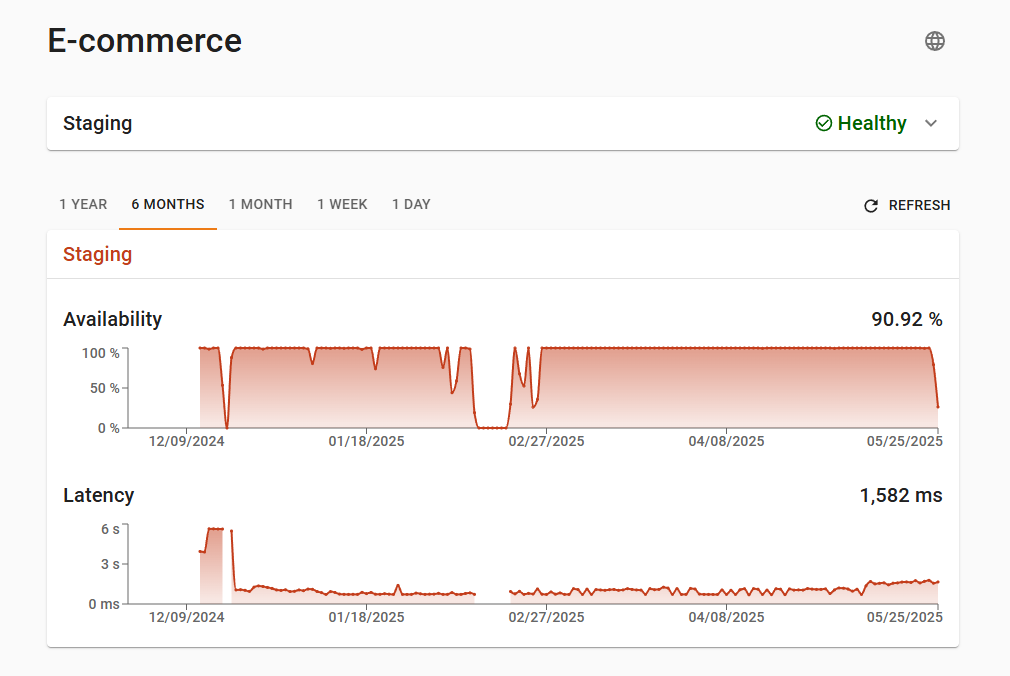 E-commerce
Staging
Healthy
1 YEAR 6 MONTHS 1 MONTH 1 WEEK 1 DAY REFRESH
Staging
Availability 90.92 %
100 %
50 %
0 %
12/09/2024 01/18/2025 02/27/2025 04/08/2025 05/25/2025
Latency 1,582 ms
6 s
3 s
0 ms
12/09/2024 01/18/2025 02/27/2025 04/08/2025 05/25/2025